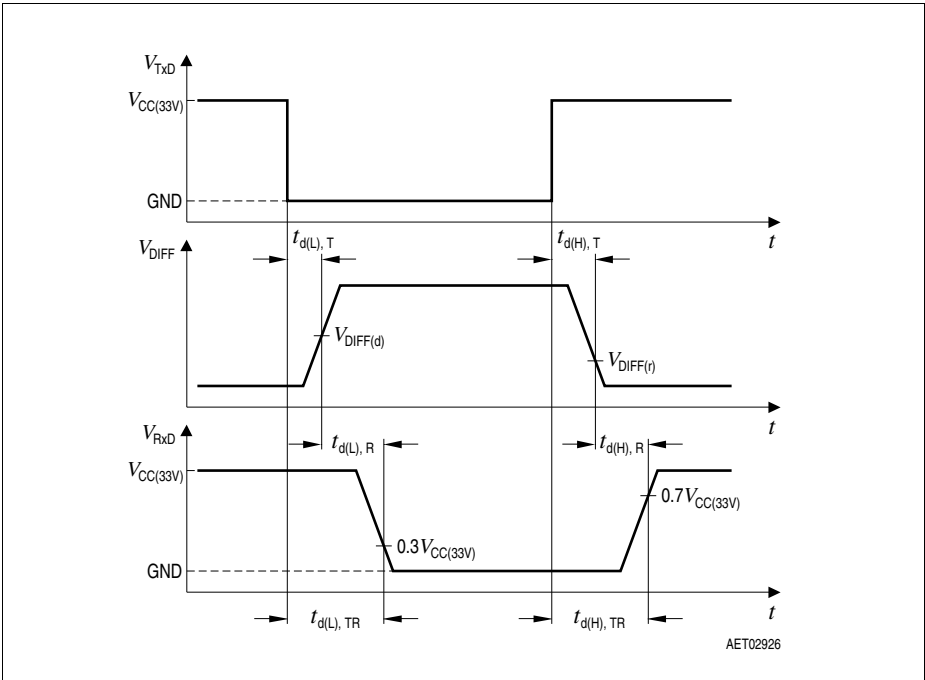 V_TxD
V_CC(33V)
GND
t
t_d(L), T
t_d(H), T
V_DIFF
V_DIFF(d)
V_DIFF(r)
t
V_RxD
t_d(L), R
t_d(H), R
V_CC(33V)
0.7V_CC(33V)
0.3V_CC(33V)
GND
t
t_d(L), TR
t_d(H), TR
AET02926